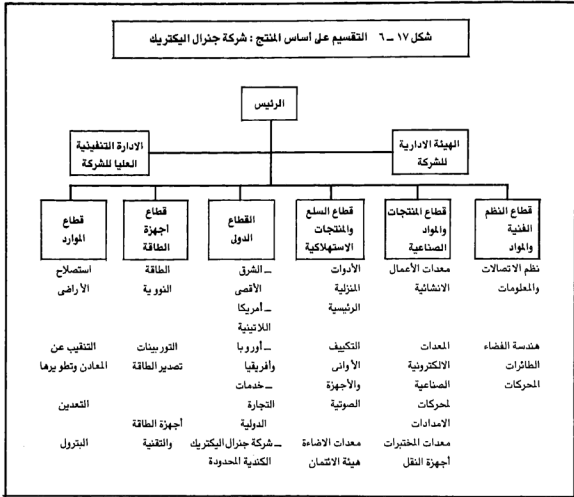 شكل ١٧ – ٦ التقسيم على أساس المنتج : شركة جنرال اليكتريك
الرئيس
الهيئة الادارية
للشركة
الادارة التنفيذية
العليا للشركة
قطاع النظم
الفنية
والمواد
نظم الاتصالات
والمعلومات
هندسة الفضاء
الطائرات
المحركات
قطاع المنتجات
والمواد
الصناعية
معدات الأعمال
الانشائية
المعدات
الالكترونية
الصناعية
لمحركات
الامدادات
معدات المختبرات
أجهزة النقل
قطاع السلع
والمنتجات
الاستهلاكية
الأدوات
المنزلية
الرئيسية
التكييف
الأوانى
والأجهزة
الصوتية
معدات الاضاءة
هيئة الائتمان
القطاع
الدولى
– الشرق
الأقصى
– أمريكا
اللاتينية
– أوروبا
وأفريقيا
– خدمات
التجارة
الدولية
– شركة جنرال اليكتريك
الكندية المحدودة
قطاع
أجهزة
الطاقة
الطاقة
النووية
التوربينات
تصدير الطاقة
أجهزة الطاقة
والتقنية
قطاع
الموارد
استصلاح
الأراضى
التنقيب عن
المعادن وتطويرها
التعدين
البترول